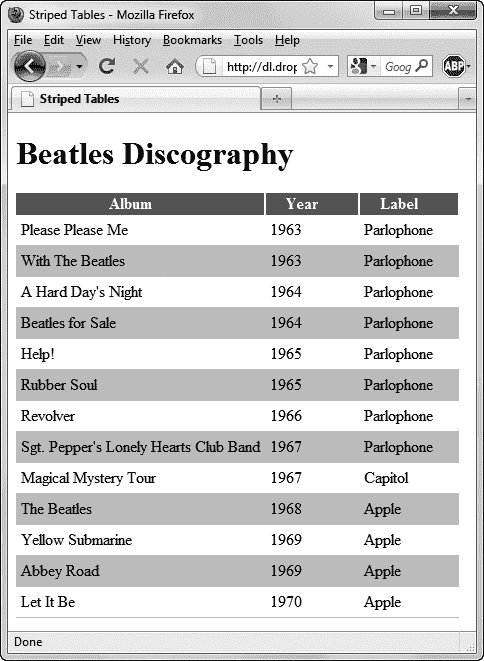 Striped Tables - Mozilla Firefox
File Edit View History Bookmarks Tools Help
http://dl.drop Goog ABP
Striped Tables
Beatles Discography
Album Year Label
Please Please Me 1963 Parlophone
With The Beatles 1963 Parlophone
A Hard Day's Night 1964 Parlophone
Beatles for Sale 1964 Parlophone
Help! 1965 Parlophone
Rubber Soul 1965 Parlophone
Revolver 1966 Parlophone
Sgt. Pepper's Lonely Hearts Club Band 1967 Parlophone
Magical Mystery Tour 1967 Capitol
The Beatles 1968 Apple
Yellow Submarine 1969 Apple
Abbey Road 1969 Apple
Let It Be 1970 Apple
Done